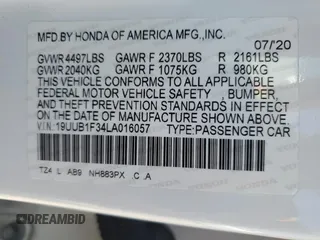 MFD BY HONDA OF AMERICA MFG.,INC.
07/20
GVWR 4497LBS GAWR F 2370LBS R 2161LBS
GVWR 2040KG GAWR F 1075KG R 980KG
THIS VEHICLE CONFORMS TO ALL APPLICABLE
FEDERAL MOTOR VEHICLE SAFETY, BUMPER, AND
THEFT PREVENTION STANDARDS IN EFFECT ON THE
DATE OF MANUFACTURE SHOWN ABOVE.
VIN:19UUB1F34LA016057 TYPE:PASSENGER CAR
TZ4 L AB9 NH883PX C A
DREAMBID